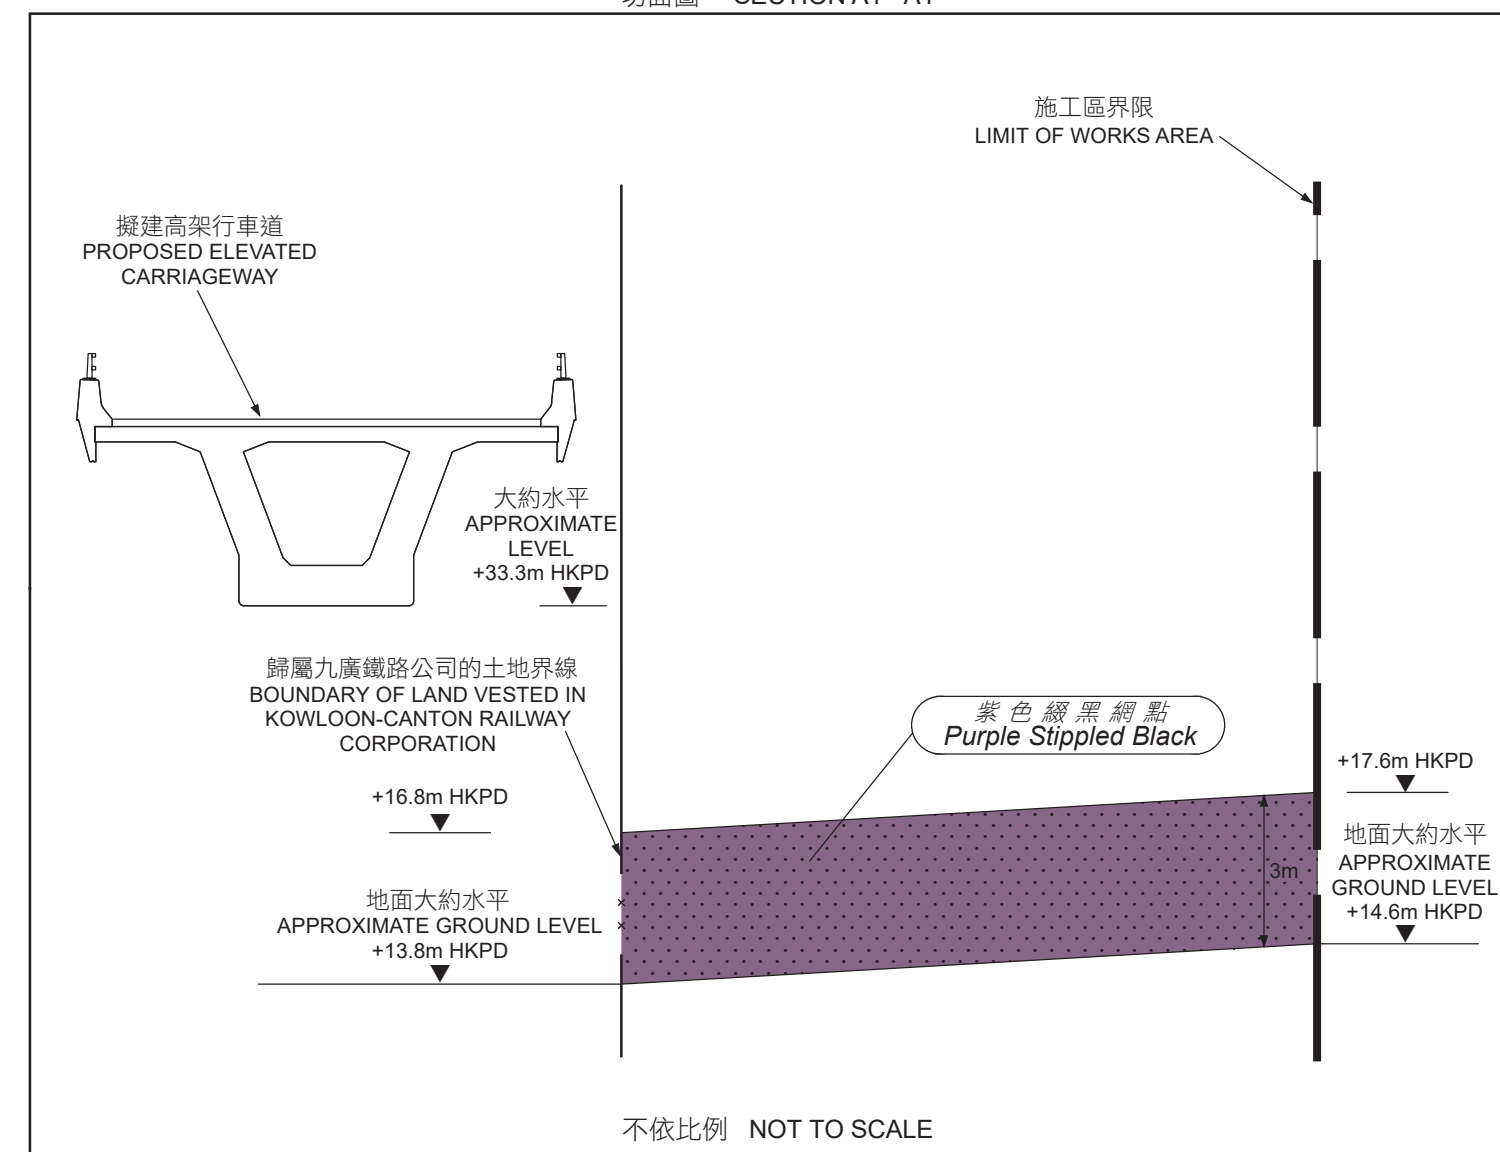 SECTION A1 - A1
施工區界限
LIMIT OF WORKS AREA
擬建高架行車道
PROPOSED ELEVATED
CARRIAGEWAY
大約水平
APPROXIMATE
LEVEL
+33.3m HKPD
歸屬九廣鐵路公司的土地界線
BOUNDARY OF LAND VESTED IN
KOWLOON-CANTON RAILWAY
CORPORATION
紫色綴黑網點
Purple Stippled Black
+17.6m HKPD
+16.8m HKPD
3m
地面大約水平
APPROXIMATE
GROUND LEVEL
+14.6m HKPD
地面大約水平
APPROXIMATE GROUND LEVEL
+13.8m HKPD
不依比例 NOT TO SCALE